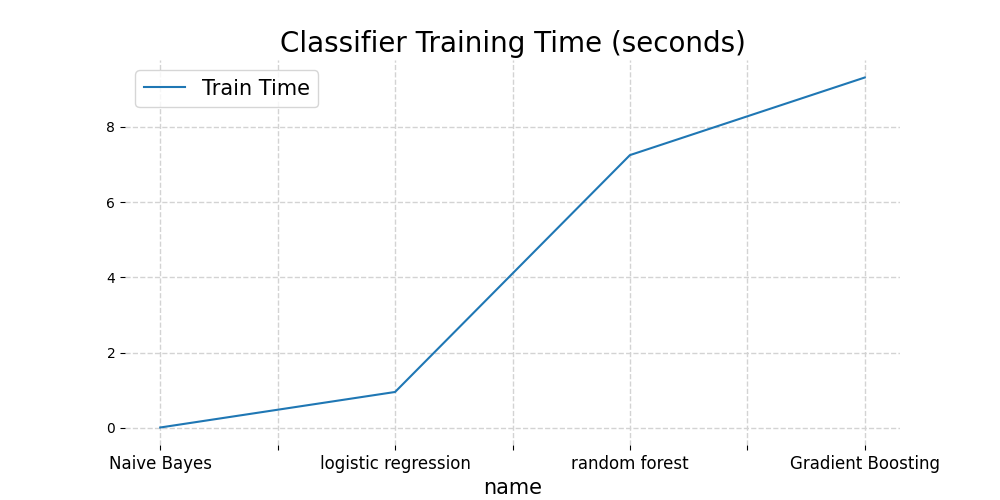 Classifier Training Time (seconds)
Train Time
8
6
4
2
0
Naive Bayes logistic regression random forest Gradient Boosting
name